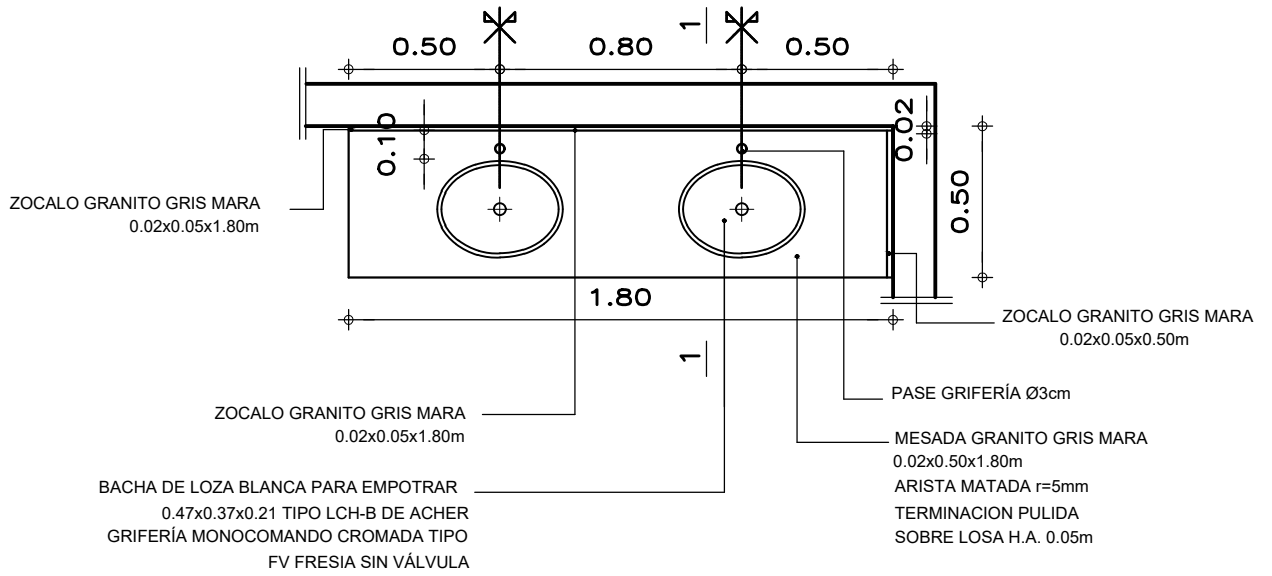 1
0.50
0.80
0.50
0.10
0.02
0.50
ZOCALO GRANITO GRIS MARA
0.02x0.05x1.80m
1.80
ZOCALO GRANITO GRIS MARA
0.02x0.05x0.50m
1
PASE GRIFERÍA Ø3cm
ZOCALO GRANITO GRIS MARA
0.02x0.05x1.80m
MESADA GRANITO GRIS MARA
0.02x0.50x1.80m
ARISTA MATADA r=5mm
TERMINACION PULIDA
SOBRE LOSA H.A. 0.05m
BACHA DE LOZA BLANCA PARA EMPOTRAR
0.47x0.37x0.21 TIPO LCH-B DE ACHER
GRIFERÍA MONOCOMANDO CROMADA TIPO
FV FRESIA SIN VÁLVULA